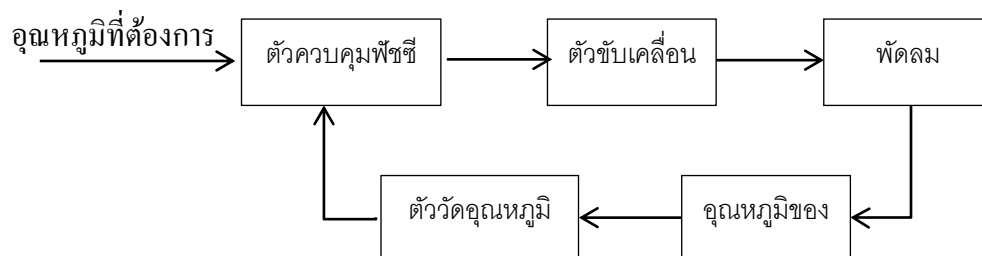 อุณหภูมิที่ต้องการ
ตัวควบคุมฟัซซี
ตัวขับเคลื่อน
พัดลม
ตัววัดอุณหภูมิ
อุณหภูมิของ